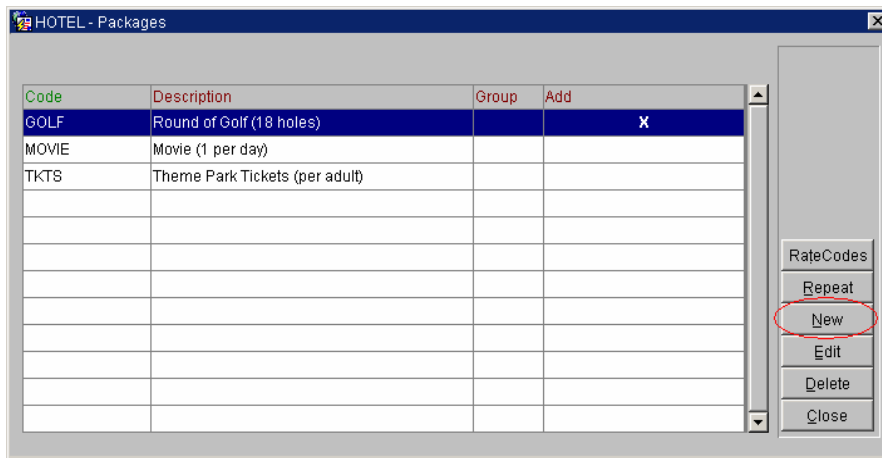 HOTEL - Packages
Code Description Group Add
GOLF Round of Golf (18 holes) X
MOVIE Movie (1 per day)
TKTS Theme Park Tickets (per adult)
RateCodes
Repeat
New
Edit
Delete
Close